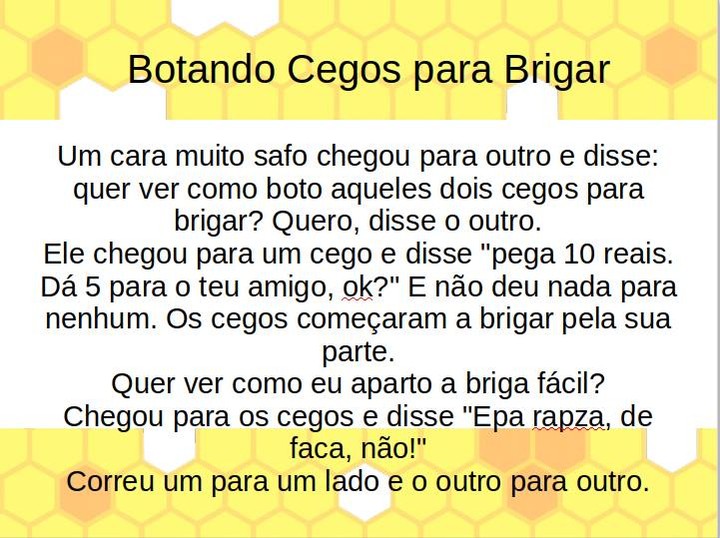 Botando Cegos para Brigar
Um cara muito safo chegou para outro e disse:
quer ver como boto aqueles dois cegos para
brigar? Quero, disse o outro.
Ele chegou para um cego e disse "pega 10 reais.
Dá 5 para o teu amigo, ok?" E não deu nada para
nenhum. Os cegos começaram a brigar pela sua
parte.
Quer ver como eu aparto a briga fácil?
Chegou para os cegos e disse "Epa rapza, de
faca, não!"
Correu um para um lado e o outro para outro.